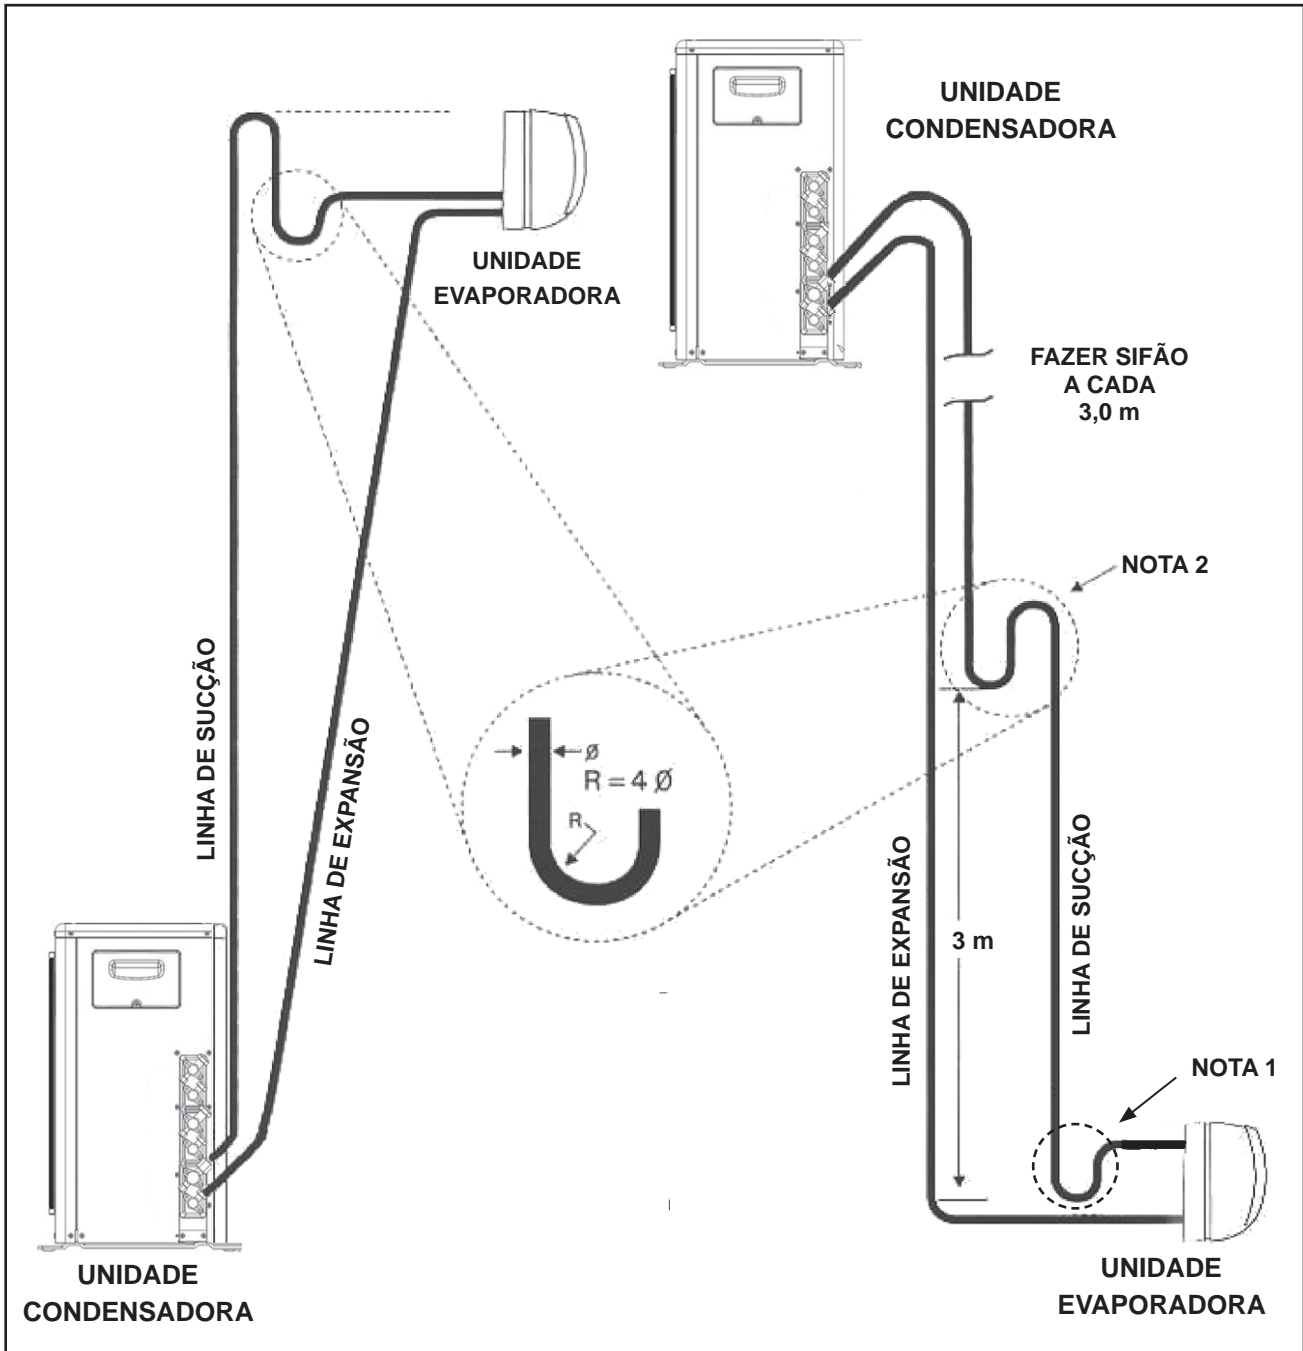 UNIDADE
CONDENSADORA
UNIDADE
EVAPORADORA
FAZER SIFÃO
A CADA
3,0 m
NOTA 2
LINHA DE SUCÇÃO
LINHA DE EXPANSÃO
Ø
R = 4 Ø
R
LINHA DE EXPANSÃO
3 m
LINHA DE SUCÇÃO
NOTA 1
UNIDADE
CONDENSADORA
UNIDADE
EVAPORADORA